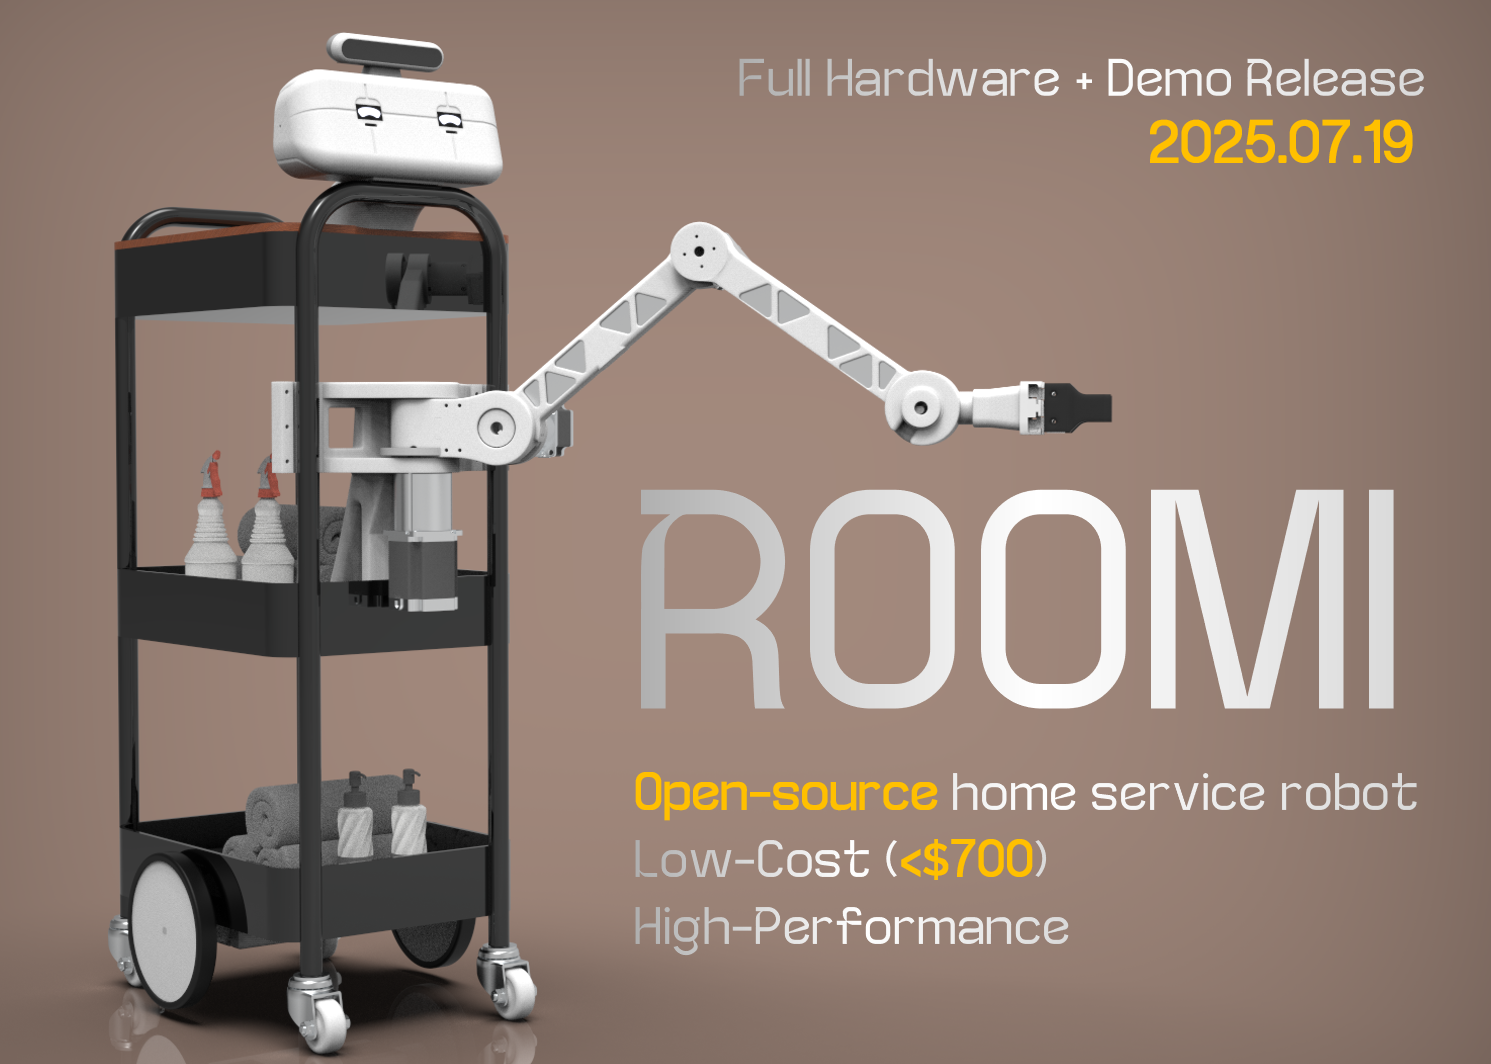 Full Hardware + Demo Release
2025.07.19
ROOMI
Open-source home service robot
Low-Cost (<$700)
High-Performance